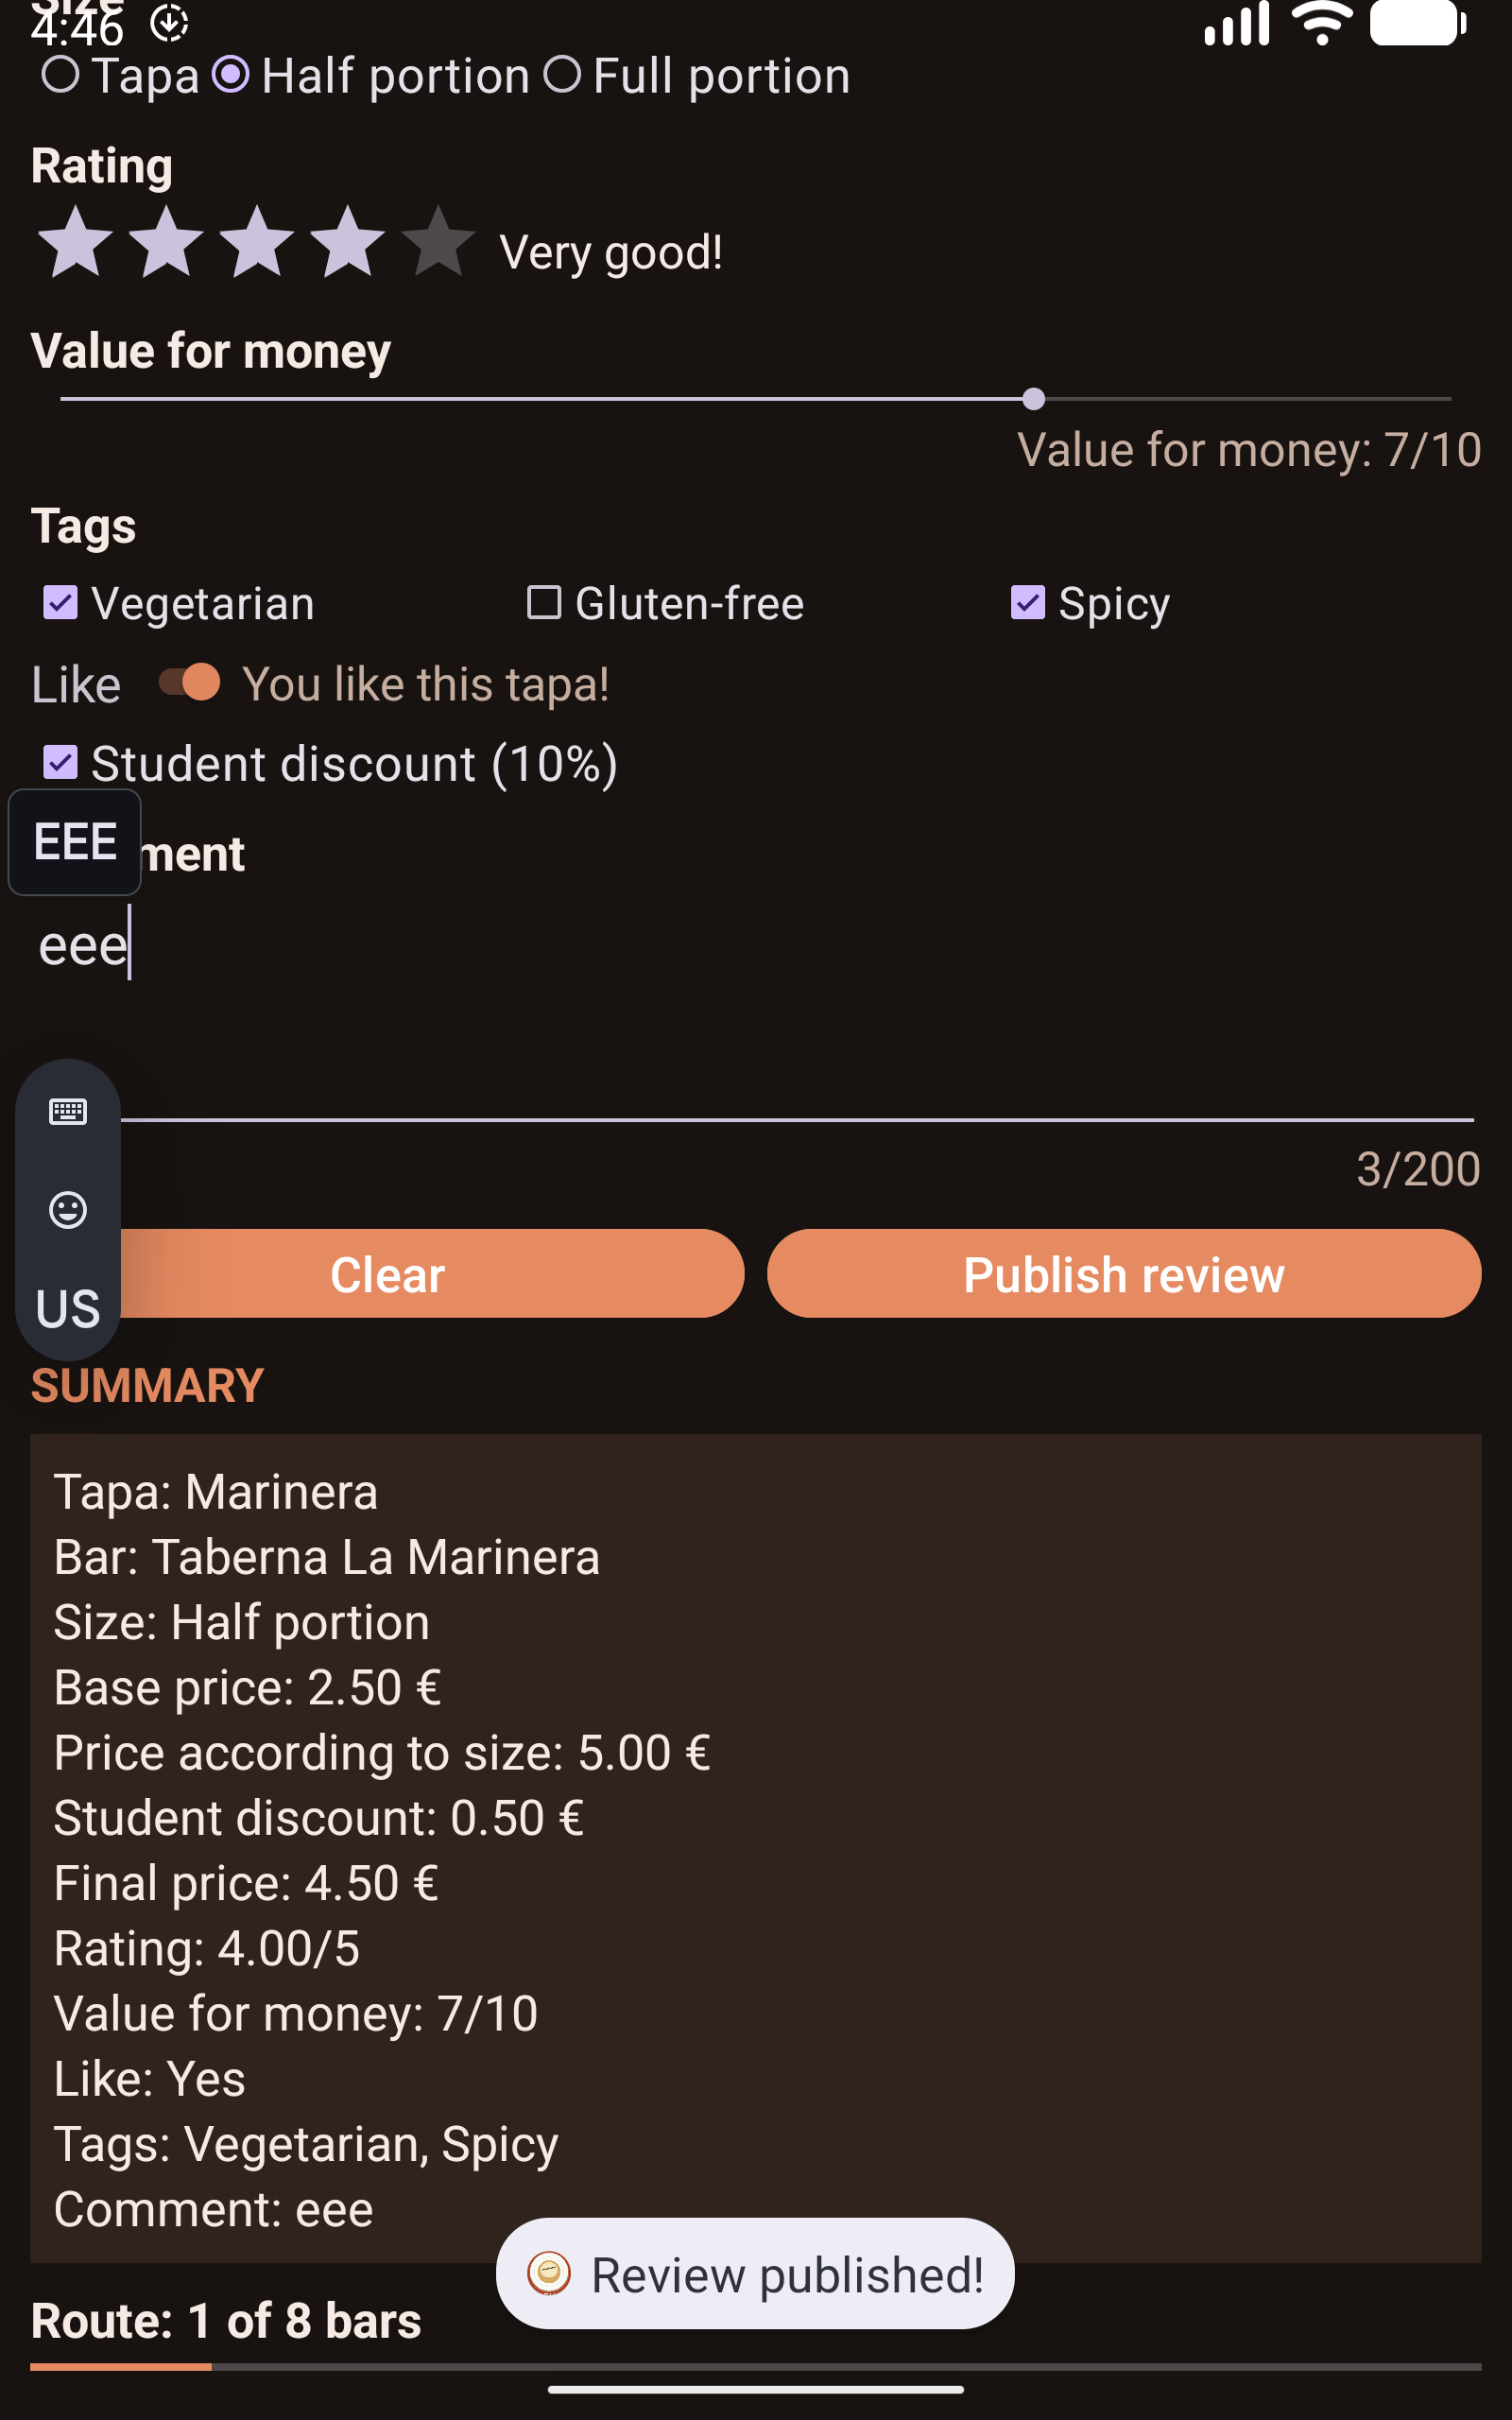 Size
4:46
Tapa Half portion Full portion
Rating
Very good!
Value for money
Value for money: 7/10
Tags
Vegetarian Gluten-free Spicy
Like You like this tapa!
Student discount (10%)
EEE
ment
eee
3/200
Clear Publish review
US
SUMMARY
Tapa: Marinera
Bar: Taberna La Marinera
Size: Half portion
Base price: 2.50 €
Price according to size: 5.00 €
Student discount: 0.50 €
Final price: 4.50 €
Rating: 4.00/5
Value for money: 7/10
Like: Yes
Tags: Vegetarian, Spicy
Comment: eee
Review published!
Route: 1 of 8 bars